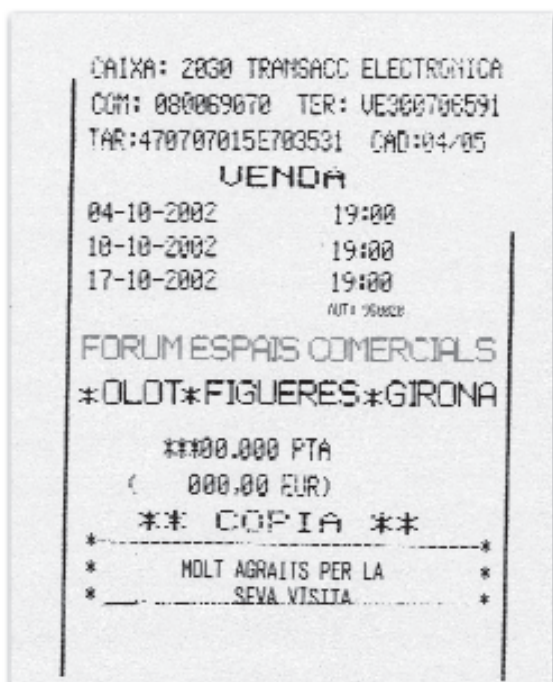 CAIXA: 2030 TRANSACC ELECTRONICA
COM: 080069070 TER: VE300706591
TAR:470707015E703531 CAD:04/05
VENDA
04-10-2002 19:00
10-10-2002 19:00
17-10-2002 19:00
AUT:
FORUM ESPAIS COMERCIALS
*OLOT*FIGUERES*GIRONA
***00.000 PTA
( 000,00 EUR)
** COPIA **
* MOLT AGRAITS PER LA *
* SEVA VISITA *